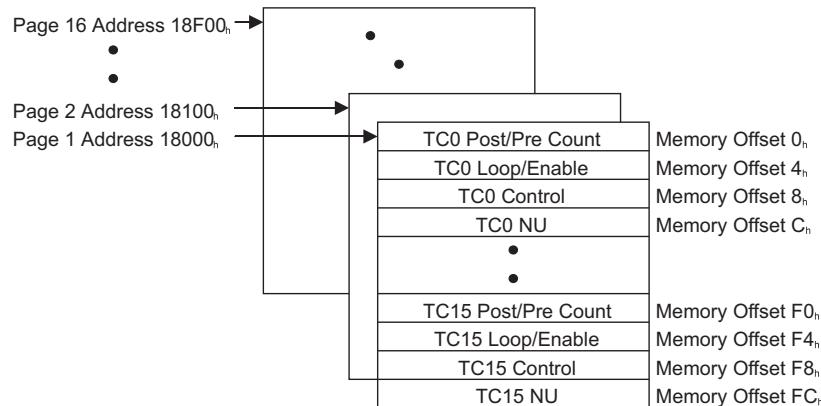 Page 16 Address 18F00h
Page 2 Address 18100h
Page 1 Address 18000h
TC0 Post/Pre Count Memory Offset 0h
TC0 Loop/Enable Memory Offset 4h
TC0 Control Memory Offset 8h
TC0 NU Memory Offset Ch
TC15 Post/Pre Count Memory Offset F0h
TC15 Loop/Enable Memory Offset F4h
TC15 Control Memory Offset F8h
TC15 NU Memory Offset FCh